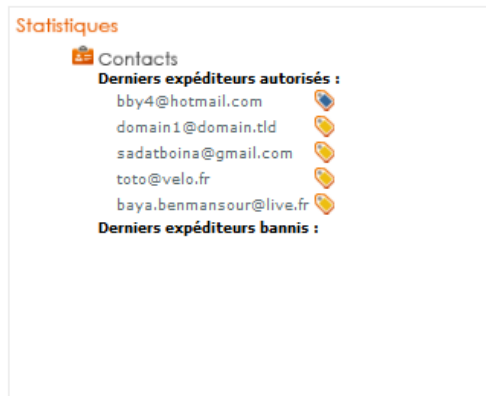 Statistiques
Contacts
Derniers expéditeurs autorisés :
bby4@hotmail.com
domain1@domain.tld
sadatboina@gmail.com
toto@velo.fr
baya.benmansour@live.fr
Derniers expéditeurs bannis :